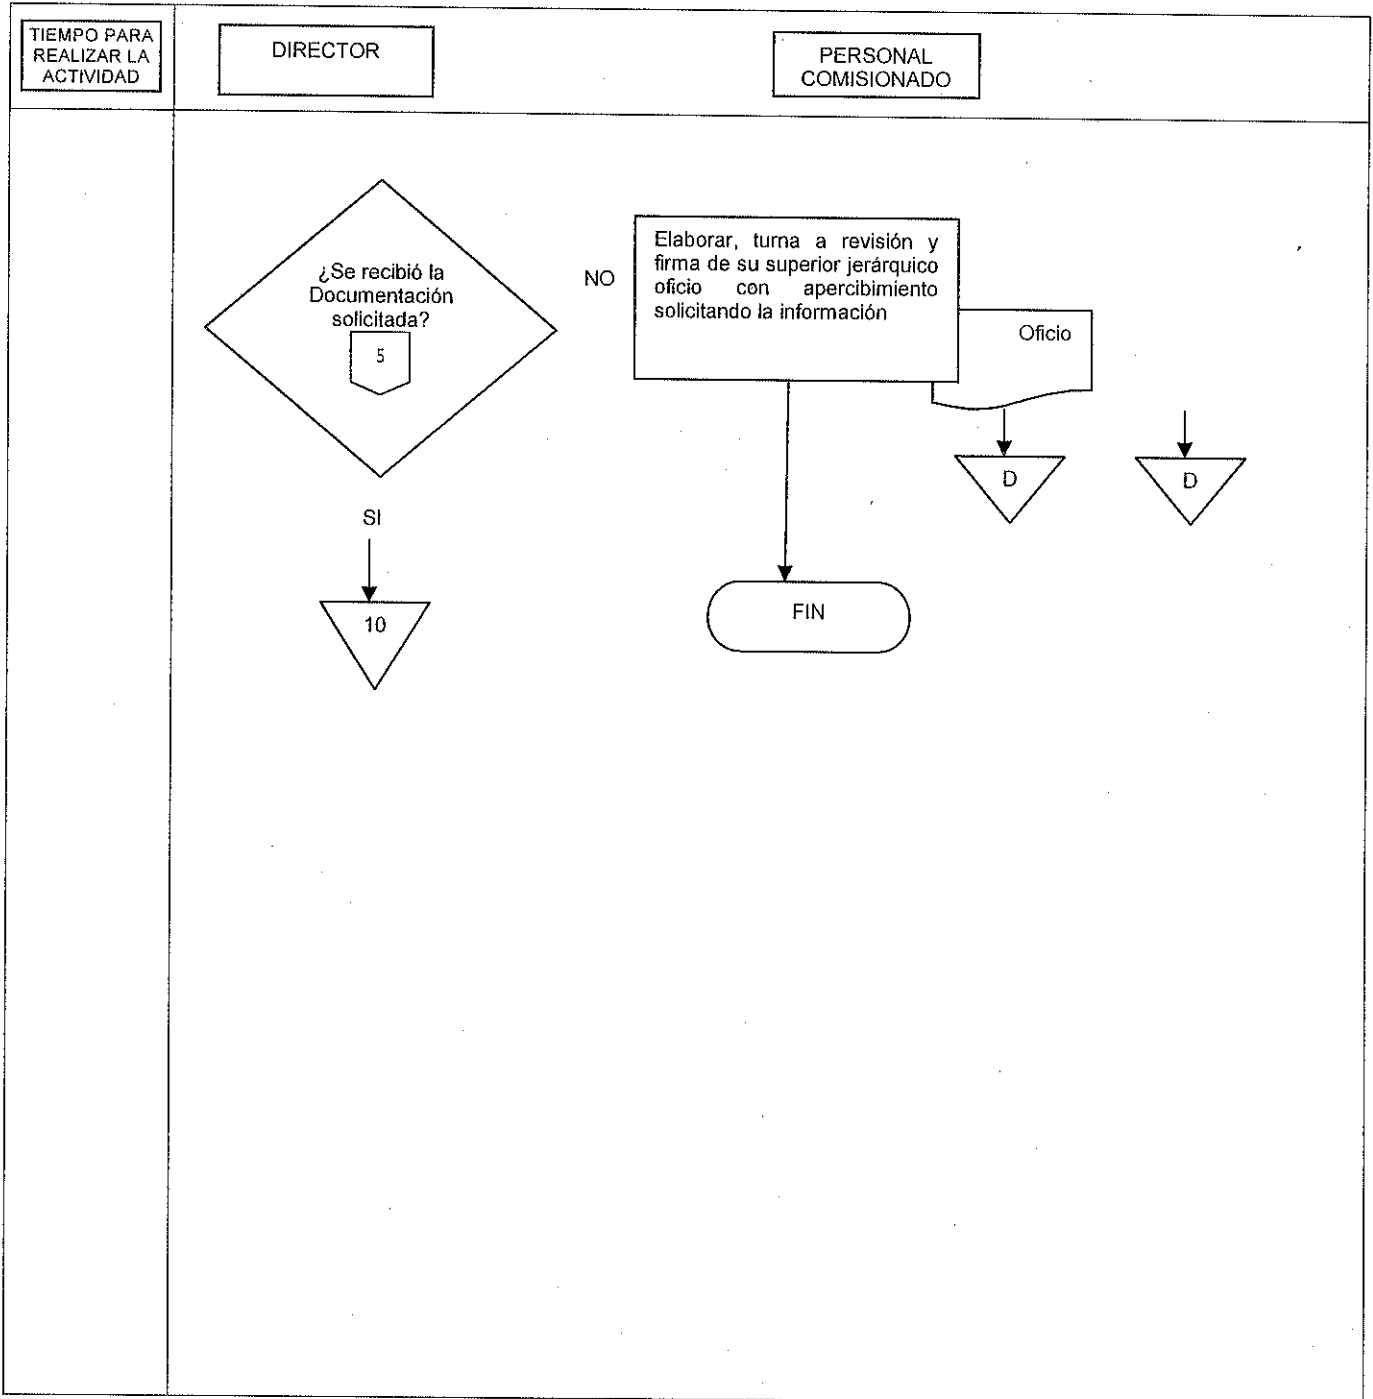 TIEMPO PARA
REALIZAR LA
ACTIVIDAD
DIRECTOR
PERSONAL
COMISIONADO
¿Se recibió la
Documentación
solicitada?
5
NO
Elaborar, turna a revisión y
firma de su superior jerárquico
oficio con apercibimiento
solicitando la información
Oficio
D
D
SI
10
FIN